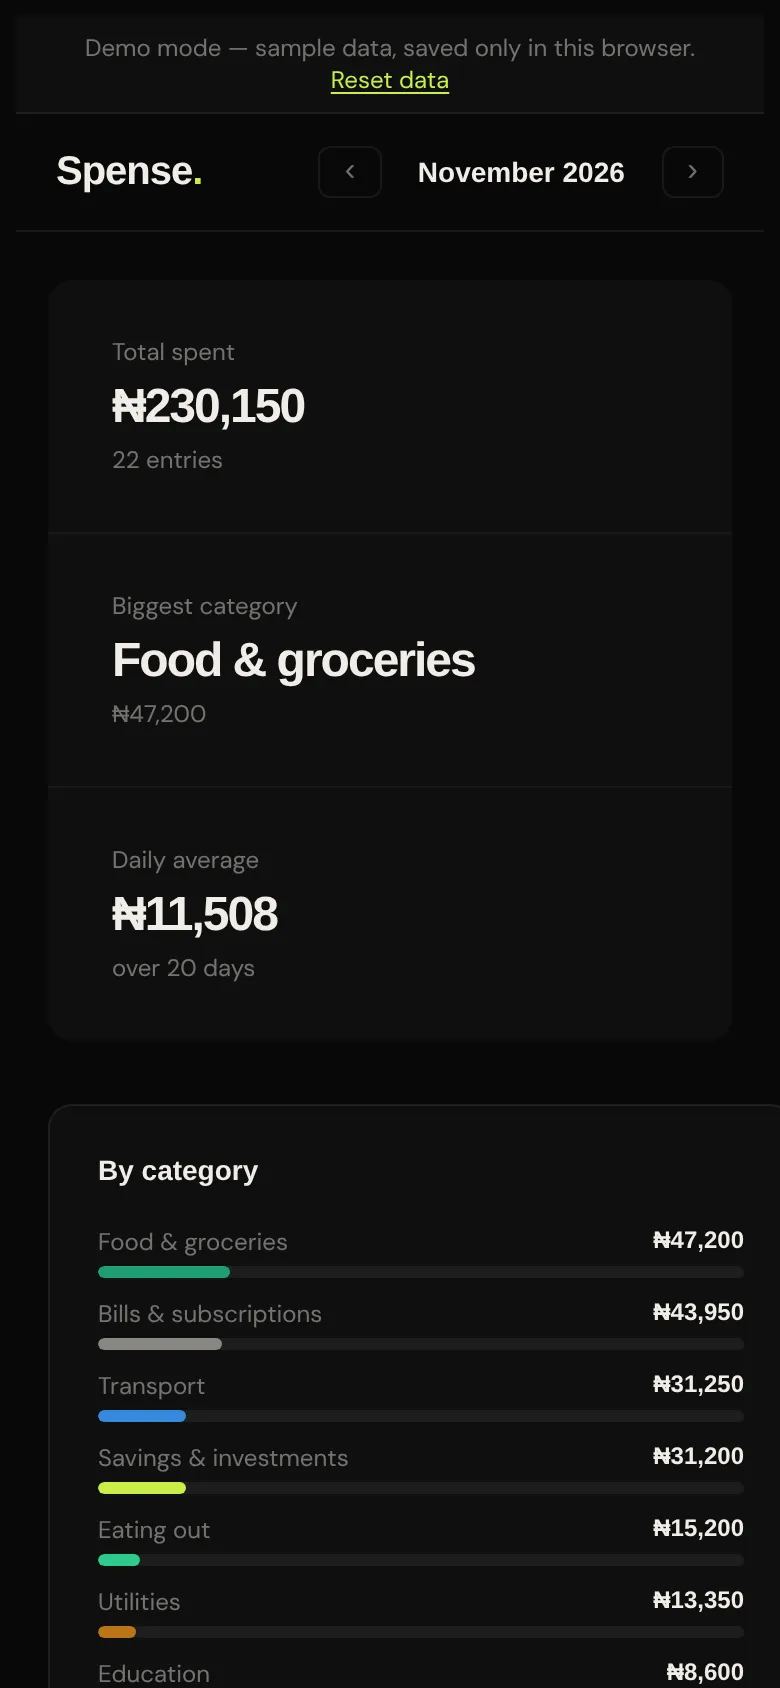 Demo mode — sample data, saved only in this browser.
Reset data
Spense.
‹ November 2026 ›
Total spent
₦230,150
22 entries
Biggest category
Food & groceries
₦47,200
Daily average
₦11,508
over 20 days
By category
Food & groceries ₦47,200
Bills & subscriptions ₦43,950
Transport ₦31,250
Savings & investments ₦31,200
Eating out ₦15,200
Utilities ₦13,350
Education ₦8,600